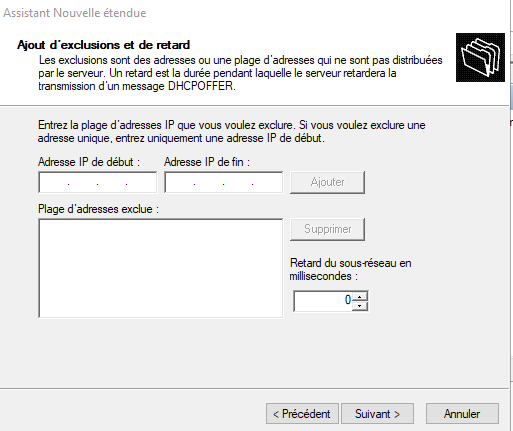 Assistant Nouvelle étendue
Ajout d'exclusions et de retard
Les exclusions sont des adresses ou une plage d'adresses qui ne sont pas distribuées
par le serveur. Un retard est la durée pendant laquelle le serveur retardera la
transmission d'un message DHCPOFFER.
Entrez la plage d'adresses IP que vous voulez exclure. Si vous voulez exclure une
adresse unique, entrez uniquement une adresse IP de début.
Adresse IP de début : Adresse IP de fin :
. . . . . . Ajouter
Plage d'adresses exclue :
Supprimer
Retard du sous-réseau en
millisecondes :
0
< Précédent Suivant > Annuler